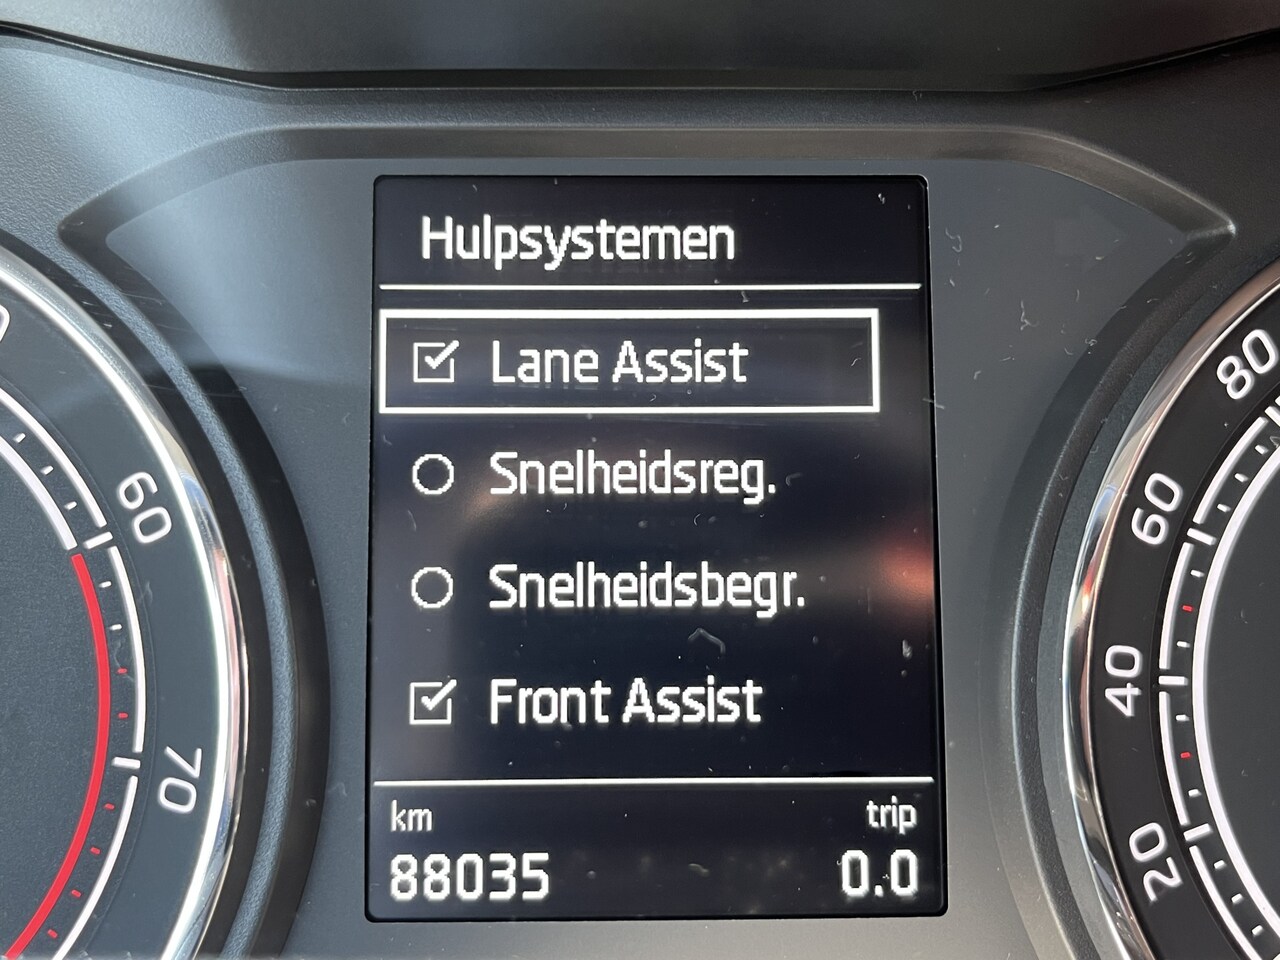 Hulpsystemen
Lane Assist
Snelheidsreg.
Snelheidsbegr.
Front Assist
km
trip
88035
0.0
60
70
80
60
40
20